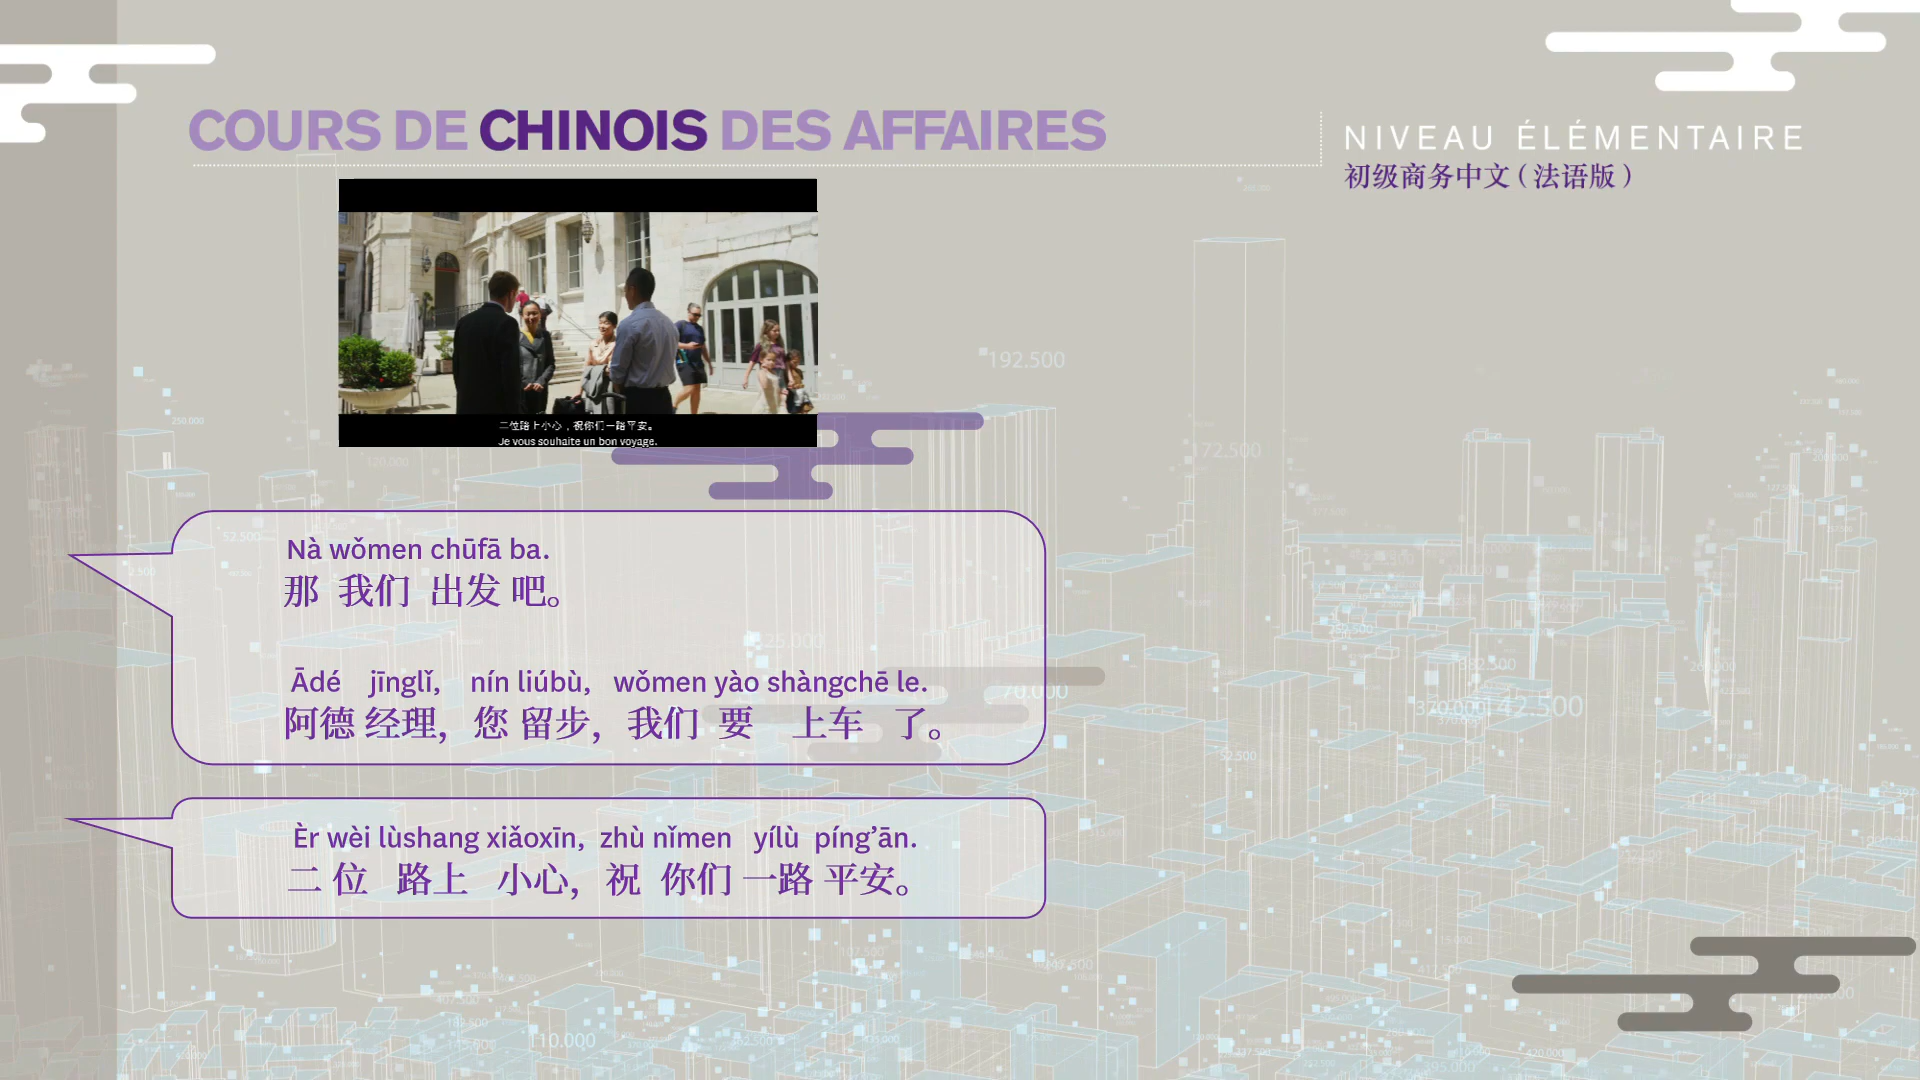 COURS DE CHINOIS DES AFFAIRES
NIVEAU ÉLÉMENTAIRE
初级商务中文（法语版）
二位路上小心，祝你们一路平安。
Je vous souhaite un bon voyage.
Nà wǒmen chūfā ba.
那 我们 出发 吧。
Ādé jīnglǐ, nín liúbù, wǒmen yào shàngchē le.
阿德 经理，您 留步，我们 要 上车 了。
Èr wèi lùshang xiǎoxīn, zhù nǐmen yílù píng’ān.
二 位 路上 小心，祝 你们 一路 平安。
192.500
172.500
70.000
110.000